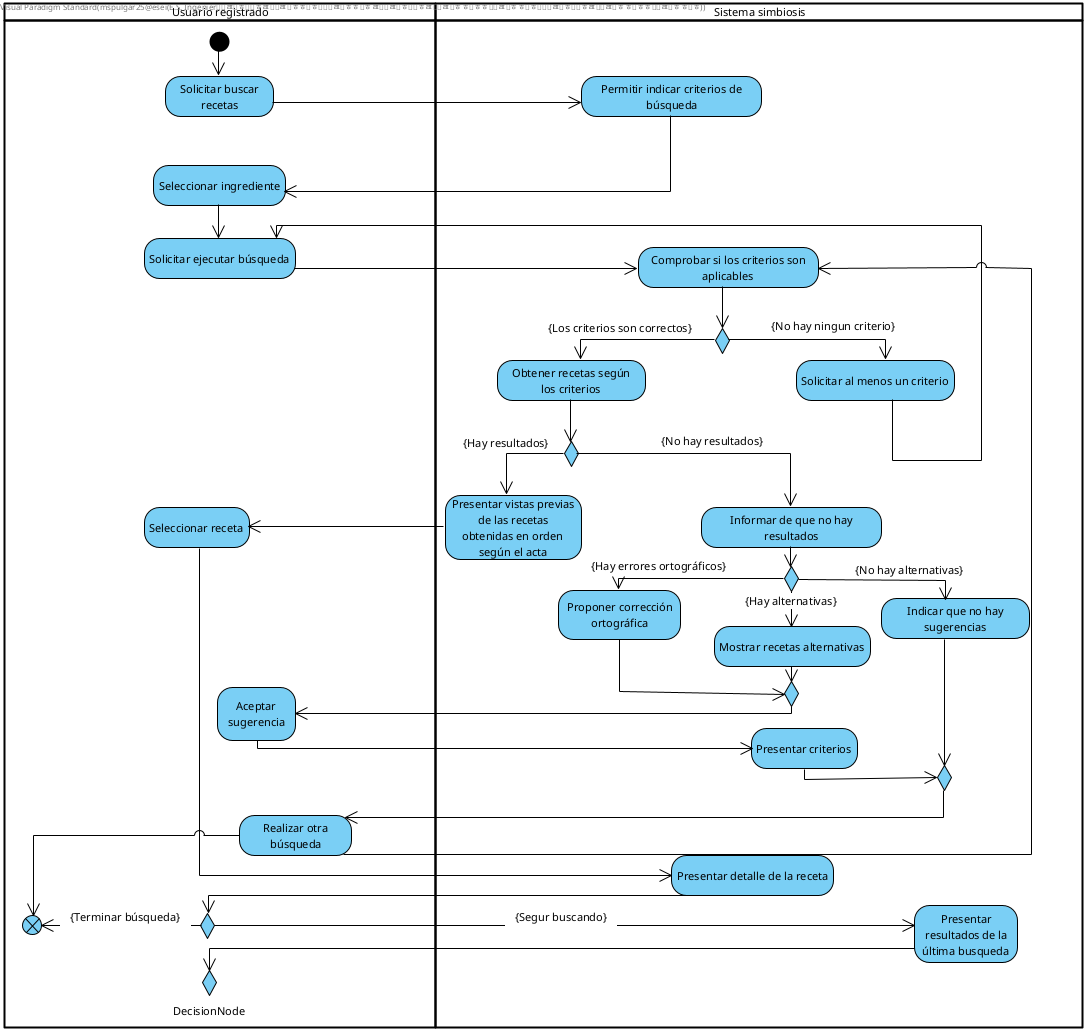 Visual Paradigm Standard(mspulgar25@esei
Usuario registrado
Sistema simbiosis
Solicitar buscar
recetas
Permitir indicar criterios de
búsqueda
Seleccionar ingrediente
Solicitar ejecutar búsqueda
Comprobar si los criterios son
aplicables
{Los criterios son correctos}
{No hay ningun criterio}
Obtener recetas según
los criterios
Solicitar al menos un criterio
{Hay resultados}
{No hay resultados}
Presentar vistas previas
de las recetas
obtenidas en orden
según el acta
Seleccionar receta
Informar de que no hay
resultados
{Hay errores ortográficos}
{No hay alternativas}
{Hay alternativas}
Proponer corrección
ortográfica
Indicar que no hay
sugerencias
Mostrar recetas alternativas
Aceptar
sugerencia
Presentar criterios
Realizar otra
búsqueda
Presentar detalle de la receta
{Terminar búsqueda}
{Segur buscando}
Presentar
resultados de la
última busqueda
DecisionNode